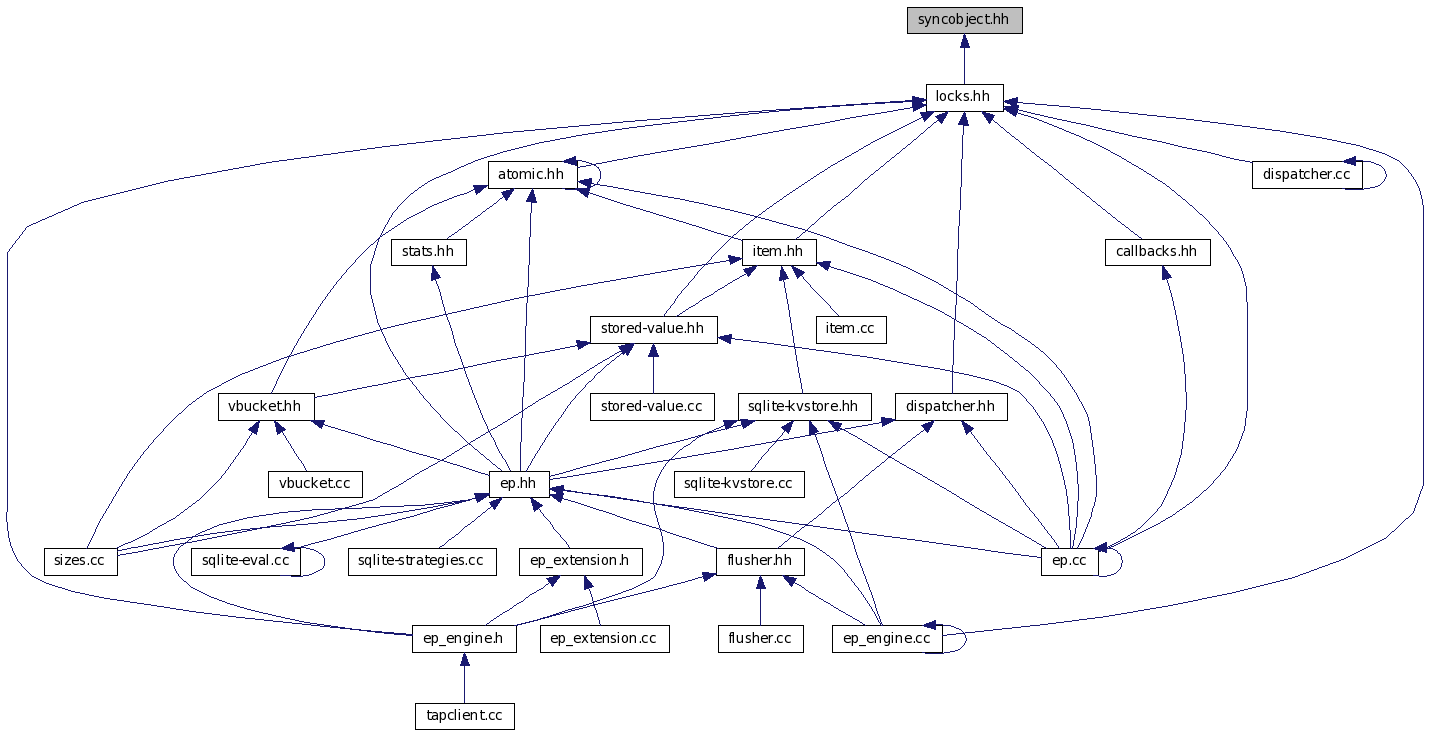 syncobject.hh
locks.hh
atomic.hh
dispatcher.cc
stats.hh
item.hh
callbacks.hh
stored-value.hh
item.cc
vbucket.hh
stored-value.cc
sqlite-kvstore.hh
dispatcher.hh
vbucket.cc
ep.hh
sqlite-kvstore.cc
sizes.cc
sqlite-eval.cc
sqlite-strategies.cc
ep_extension.h
flusher.hh
ep.cc
ep_engine.h
ep_extension.cc
flusher.cc
ep_engine.cc
tapclient.cc